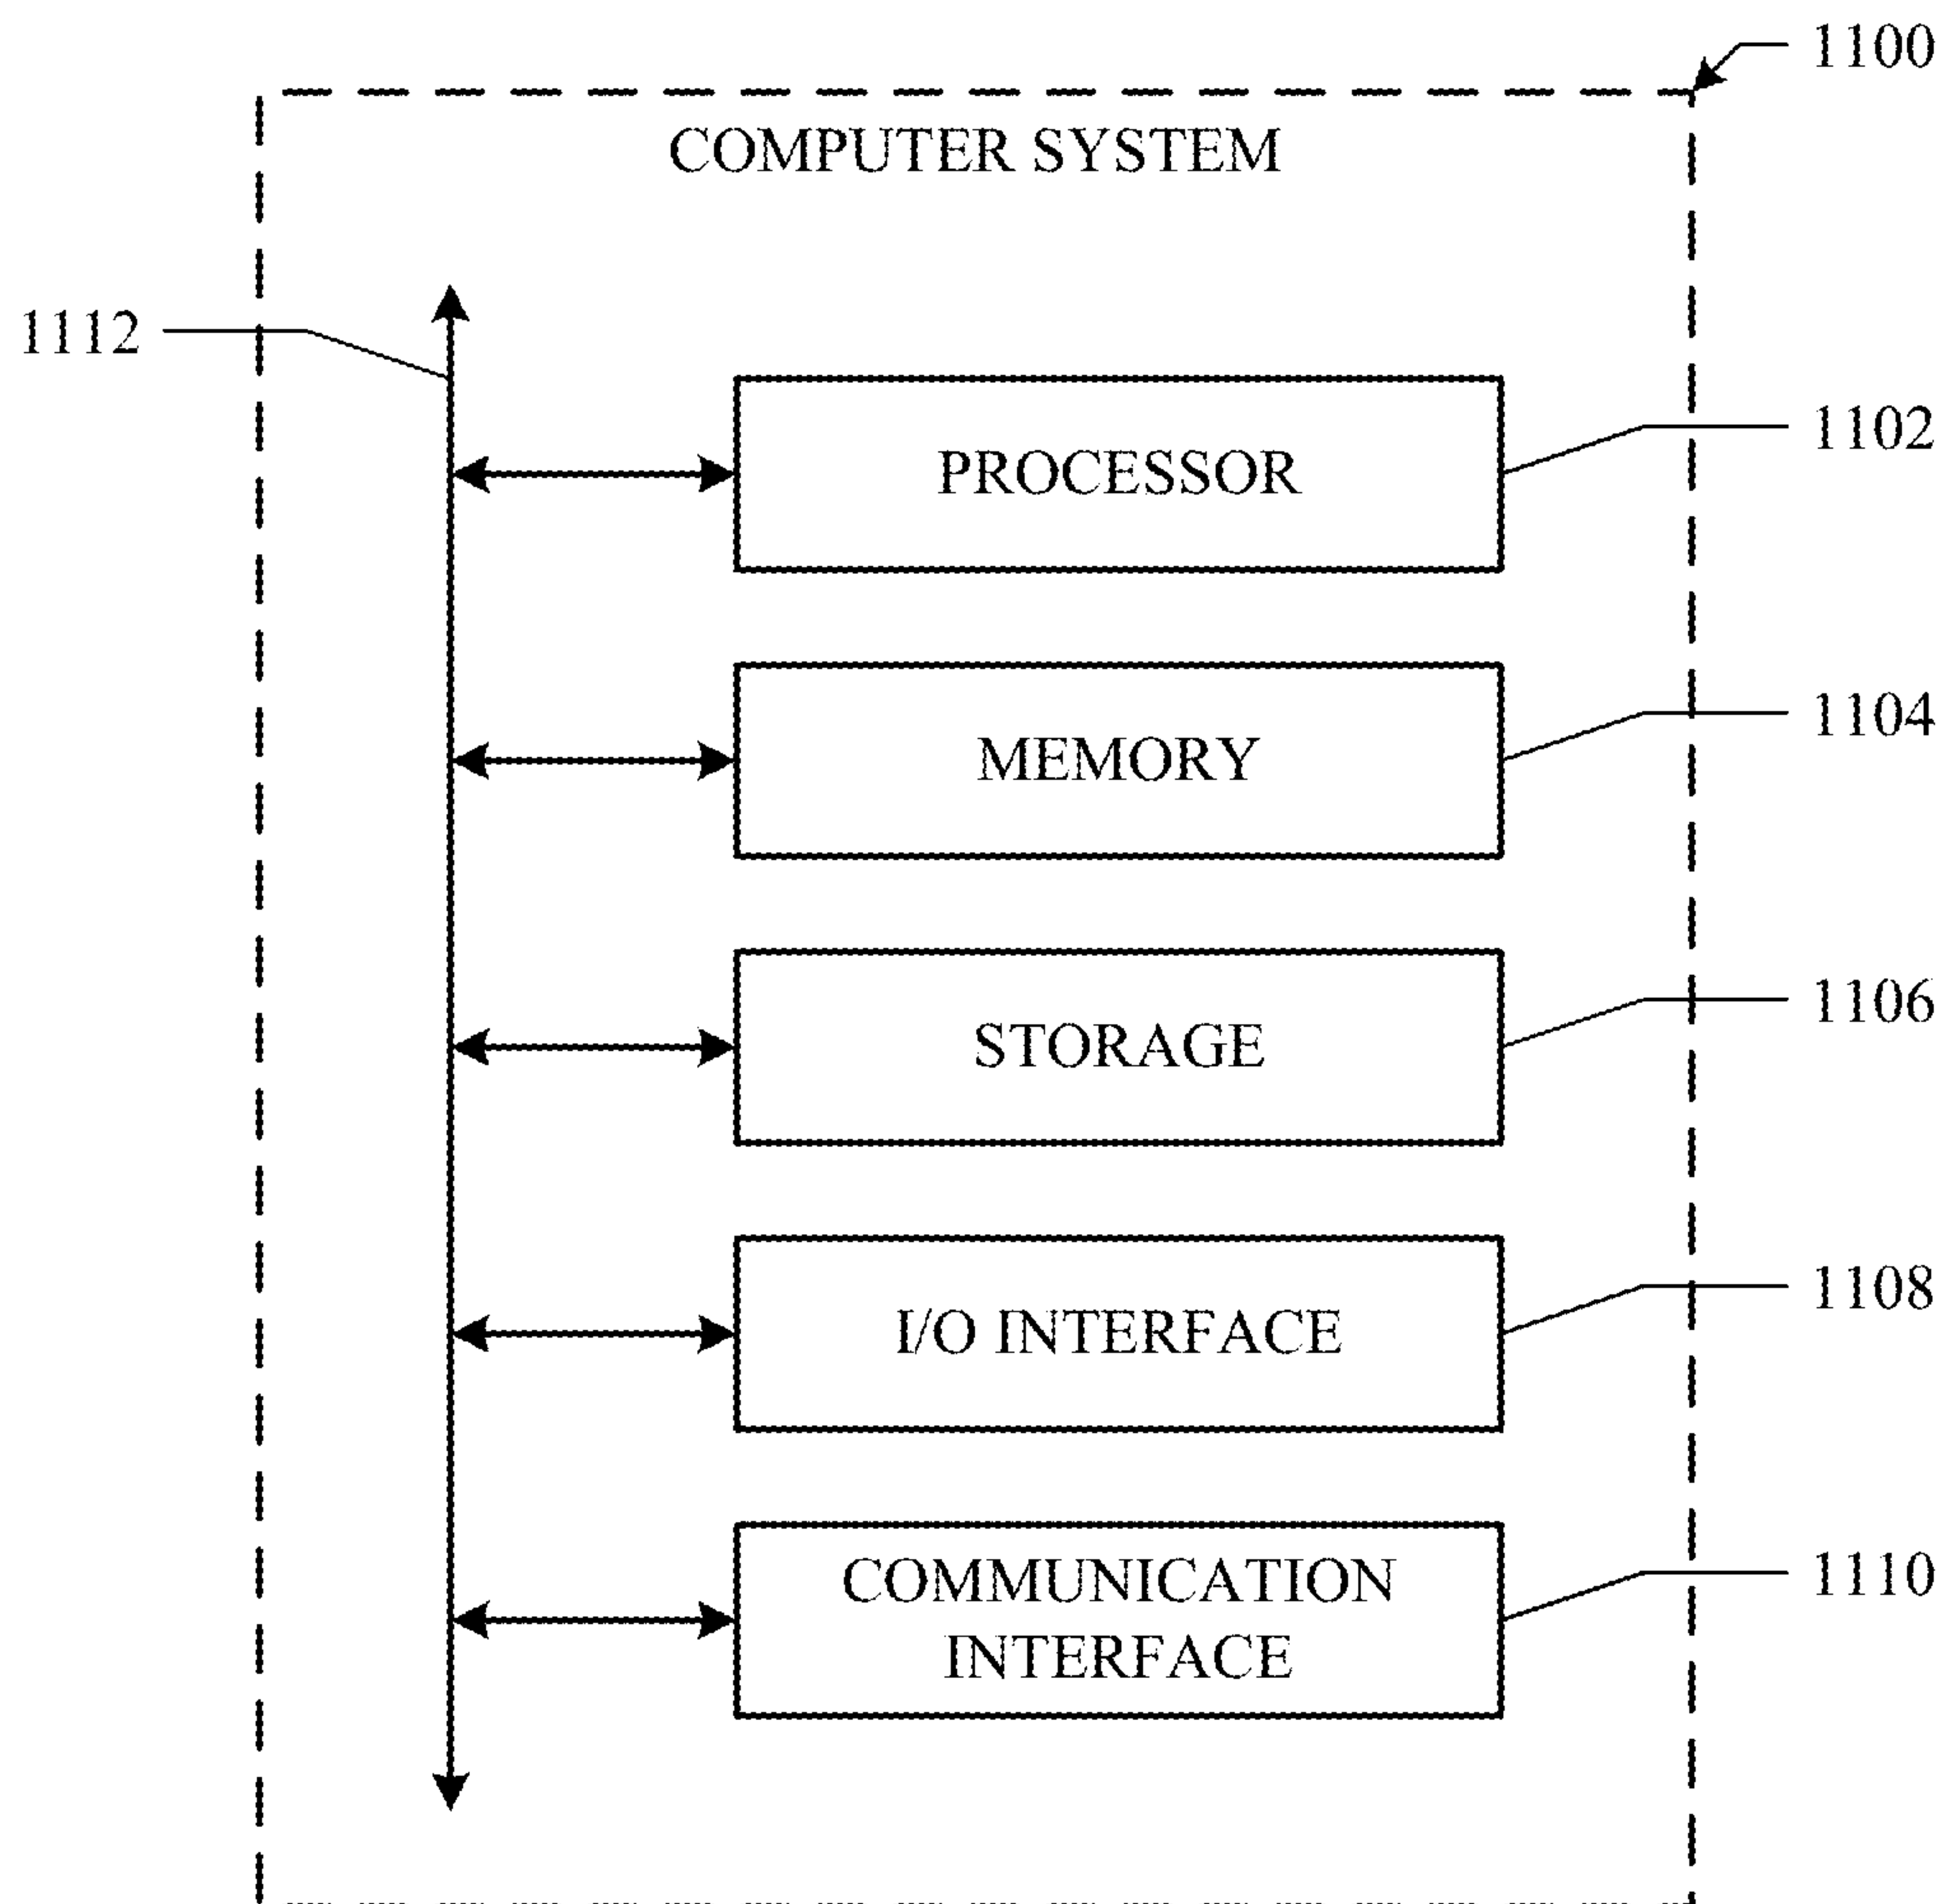 1100
COMPUTER SYSTEM
1112
PROCESSOR
1102
MEMORY
1104
STORAGE
1106
I/O INTERFACE
1108
COMMUNICATION
INTERFACE
1110